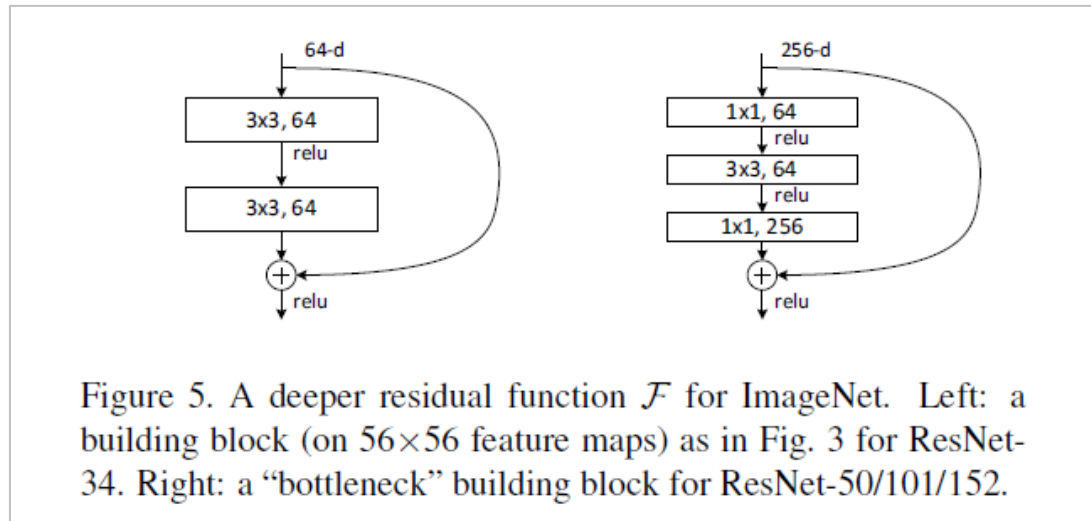 64-d
3x3, 64
relu
3x3, 64
relu
256-d
1x1, 64
relu
3x3, 64
relu
1x1, 256
relu
Figure 5. A deeper residual function F for ImageNet. Left: a
building block (on 56×56 feature maps) as in Fig. 3 for ResNet-
34. Right: a “bottleneck” building block for ResNet-50/101/152.